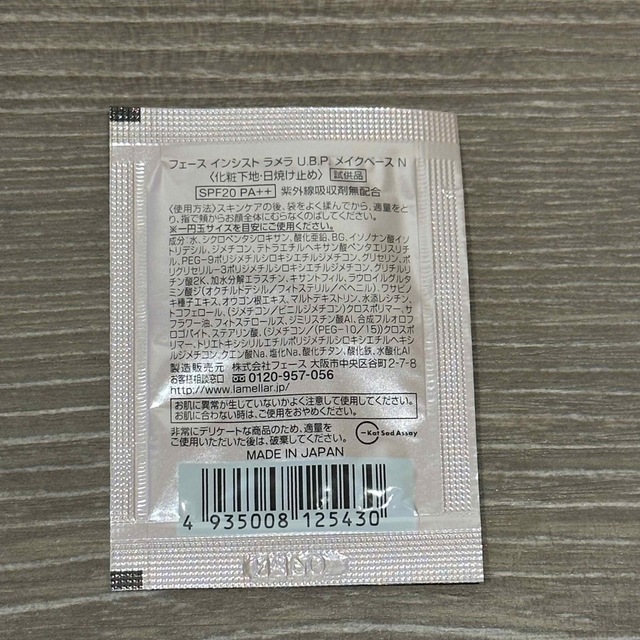 フェース インシスト ラメラ U.B.P. メイクベース N
〈化粧下地・日焼け止め〉 試供品
SPF20 PA++ 紫外線吸収剤無配合
〈使用方法〉スキンケアの後、袋をよく揉んでから、適量をと
り、指で頬からお顔全体にむらなくのばしてください。
※一円玉サイズを目安にご使用ください。
成分：水、シクロペンタシロキサン、酸化亜鉛、BG、イソノナン酸イソ
トリデシル、ジメチコン、テトラエチルヘキサン酸ペンタエリスリ
チル、PEG-9ポリジメチルシロキシエチルジメチコン、グリセリン、ポ
リグリセリル-3ポリジメチルシロキシエチルジメチコン、グリチルリ
チン酸2K、加水分解エラスチン、キサントフィル、ラウロイルグルタ
ミン酸ジ(オクチルドデシル／フィトステリル／ベヘニル)、ワサビノ
キ種子エキス、オウゴン根エキス、マルトデキストリン、水添レシチン、
トコフェロール、(ジメチコン/ビニルジメチコン)クロスポリマー、サ
フラワー油、フィトステロールズ、ジミリスチン酸Al、合成フルオロフ
ロゴパイト、ステアリン酸、(ジメチコン/(PEG-10/15))クロスポ
リマー、トリエトキシシリルエチルポリジメチルシロキシエチルヘキシ
ルジメチコン、クエン酸Na、塩化Na、酸化チタン、酸化鉄、水酸化Al
製造販売元 株式会社フェース 大阪市中央区谷町2-7-8
お客様相談窓口 0120-957-056
http://www.lamellar.jp/
お肌に異常が生じていないかよく注意して使用してください。
お肌に合わない時は、ご使用をおやめください。
非常にデリケートな商品のため、適量を
ご使用いただいた後は、破棄してください。
Kat Sod Assay
MADE IN JAPAN
4 935008 125430